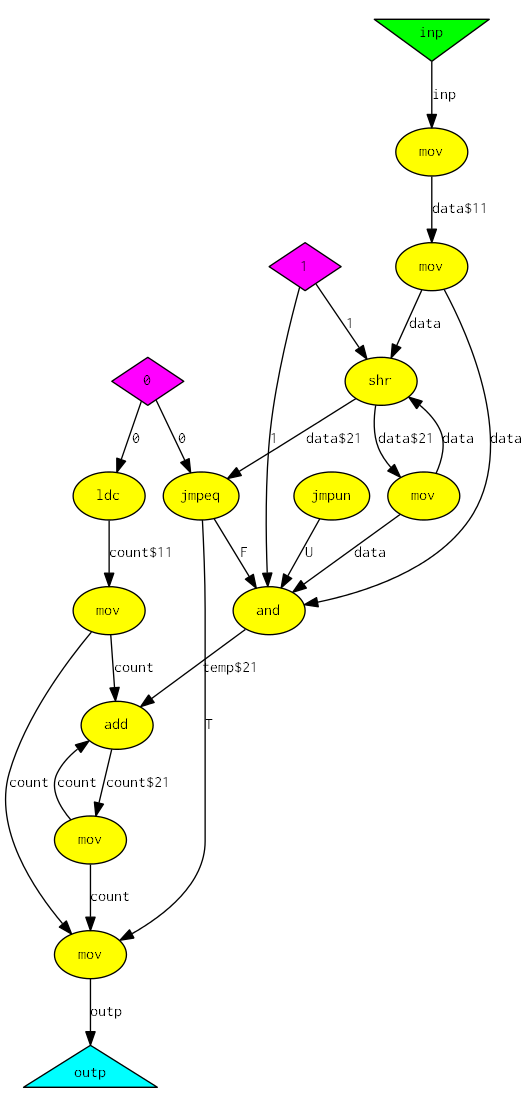 inp
inp
mov
data$11
1
mov
1
data
0
shr
0
0
1
data$21
data$21
data
data
ldc
jmpeq
jmpun
mov
count$11
F
U
data
mov
and
count
temp$21
add
T
count
count
count$21
mov
count
mov
outp
outp